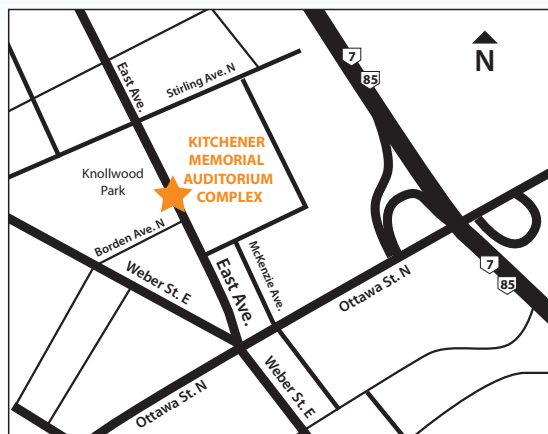 7
85
N
East Ave.
Stirling Ave. N
KITCHENER
MEMORIAL
AUDITORIUM
COMPLEX
Knollwood
Park
Borden Ave. N
Weber St. E
East Ave.
McKenzie Ave.
Ottawa St. N
7
85
Ottawa St. N
Weber St. E